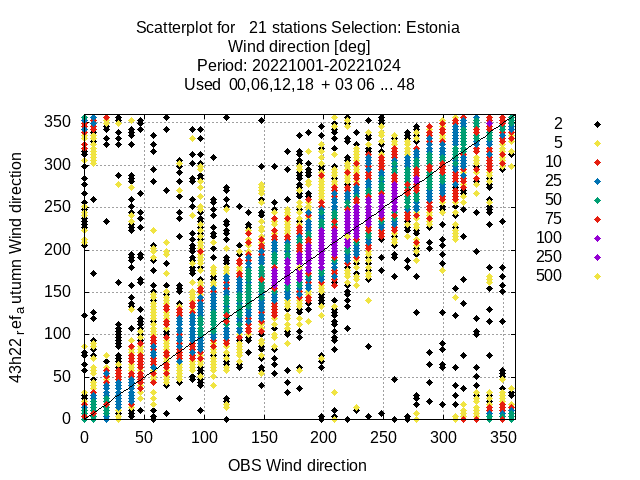 Scatterplot for   21 stations Selection: Estonia
Wind direction [deg]
Period: 20221001-20221024
Used  00,06,12,18  + 03 06 ... 48
43h22refautumn Wind direction
350
300
250
200
150
100
50
0
0 50 100 150 200 250 300 350
OBS Wind direction
2
5
10
25
50
75
100
250
500